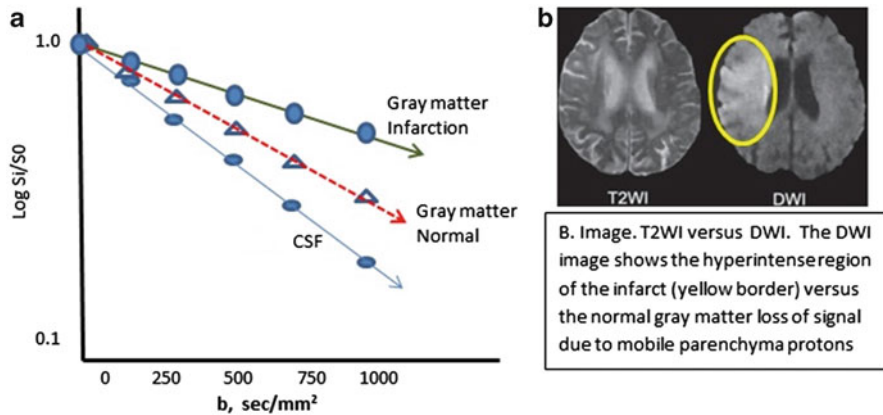 a
1.0
Log Si/S0
0.1
Gray matter
Infarction
Gray matter
Normal
CSF
0 250 500 750 1000
b, sec/mm²
b
T2WI DWI
B. Image. T2WI versus DWI. The DWI
image shows the hyperintense region
of the infarct (yellow border) versus
the normal gray matter loss of signal
due to mobile parenchyma protons